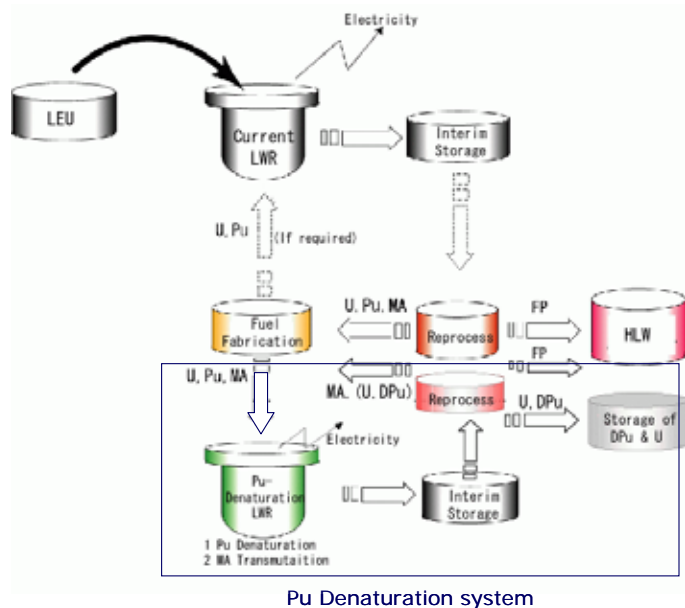 Electricity
LEU
Current
LWR
Interim
Storage
U, Pu
(If required)
U, Pu, MA
FP
Fuel
Fabrication
Reprocess
HLW
FP
U, Pu, MA
MA, (U, DPu)
Reprocess
U, DPu
Storage of
DPu & U
Electricity
Pu-
Denaturation
LWR
Interim
Storage
1 Pu Denaturation
2 MA Transmutaition
Pu Denaturation system